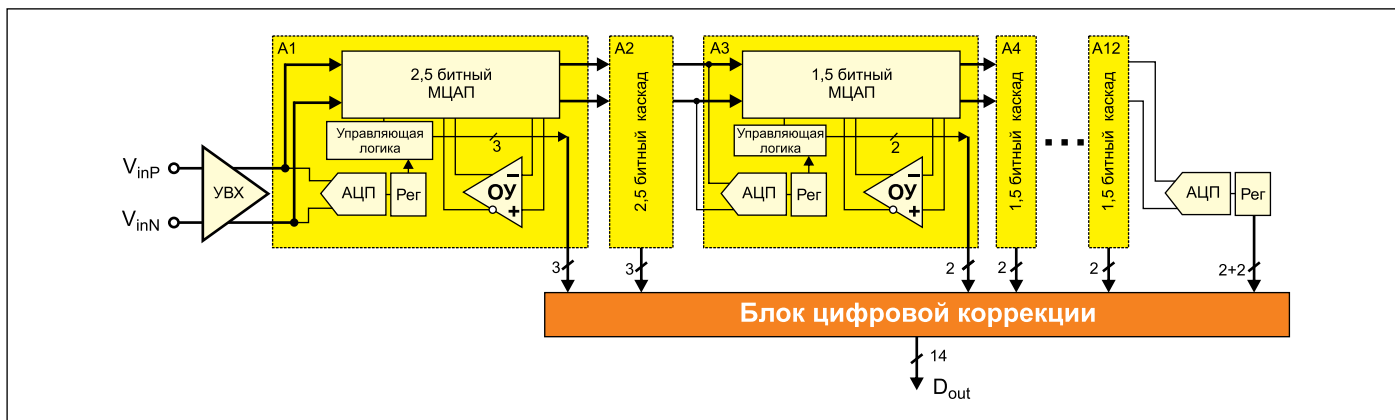 A1
2,5 битный
МЦАП
Управляющая
логика
3
АЦП
Рег
ОУ
V_inP
V_inN
УВХ
3
A2
2,5 битный каскад
3
A3
1,5 битный
МЦАП
Управляющая
логика
2
АЦП
Рег
ОУ
2
A4
1,5 битный каскад
2
A12
1,5 битный каскад
2
АЦП
Рег
2+2
Блок цифровой коррекции
14
D_out